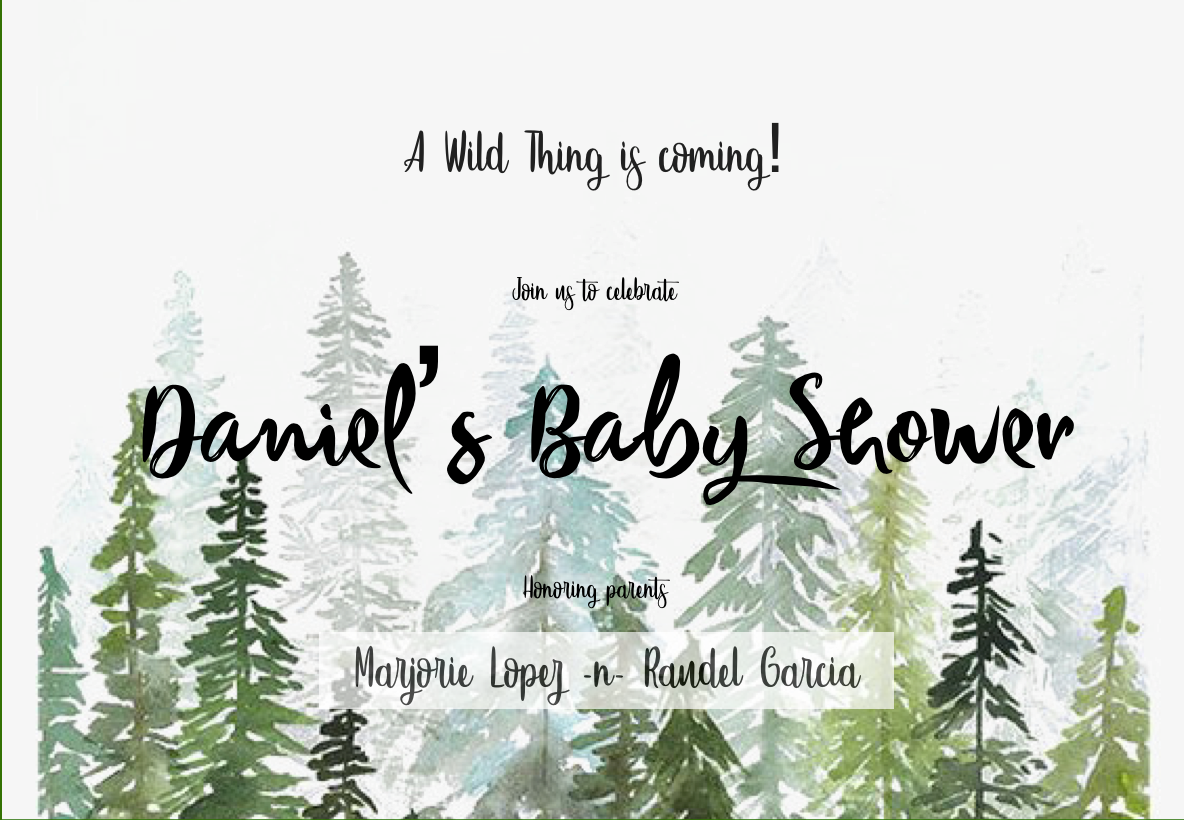 A Wild Thing is coming!
Join us to celebrate
Daniel's Baby Shower
Honoring parents
Marjorie Lopez -n- Randel Garcia